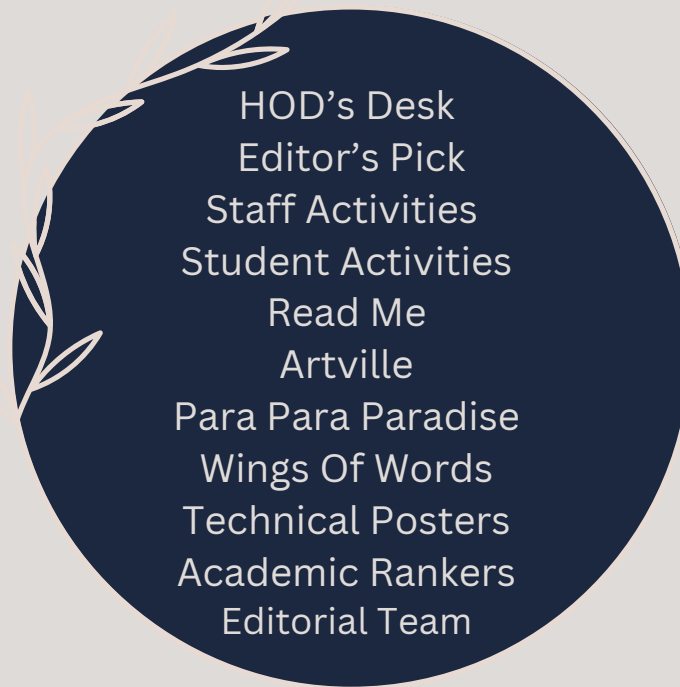 HOD’s Desk
Editor’s Pick
Staff Activities
Student Activities
Read Me
Artville
Para Para Paradise
Wings Of Words
Technical Posters
Academic Rankers
Editorial Team